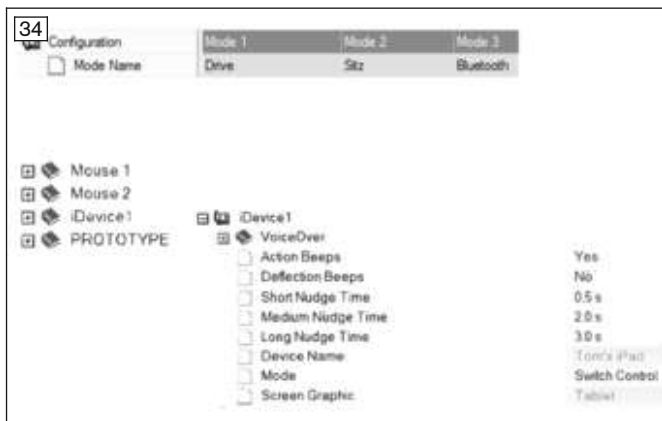 34
Configuration Mode 1 Mode 2 Mode 3
Mode Name Drive Sitz Bluetooth
Mouse 1
Mouse 2
iDevice1
PROTOTYPE
iDevice1
VoiceOver
Action Beeps Yes
Deflection Beeps No
Short Nudge Time 0.5 s
Medium Nudge Time 2.0 s
Long Nudge Time 3.0 s
Device Name Tom's iPad
Mode Switch Control
Screen Graphic Tablet